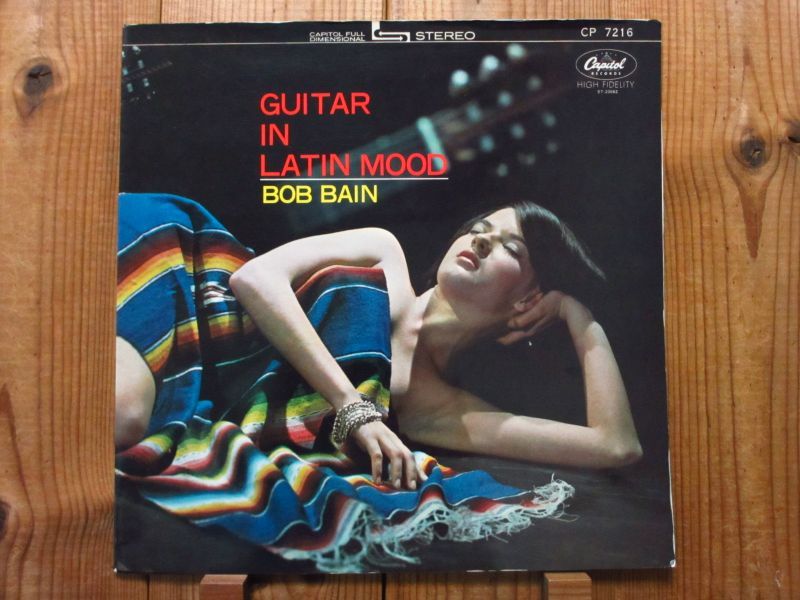 CAPITOL FULL
DIMENSIONAL STEREO
CP 7216
Capitol
RECORDS
HIGH FIDELITY
GUITAR
IN
LATIN MOOD
BOB BAIN